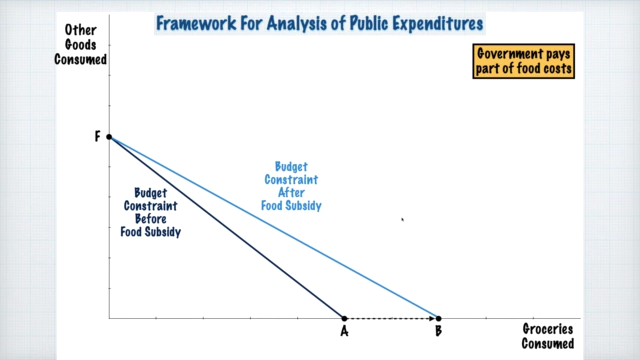 Framework For Analysis of Public Expenditures
Other
Goods
Consumed
Government pays
part of food costs
F
Budget
Constraint
After
Food Subsidy
Budget
Constraint
Before
Food Subsidy
A
B
Groceries
Consumed